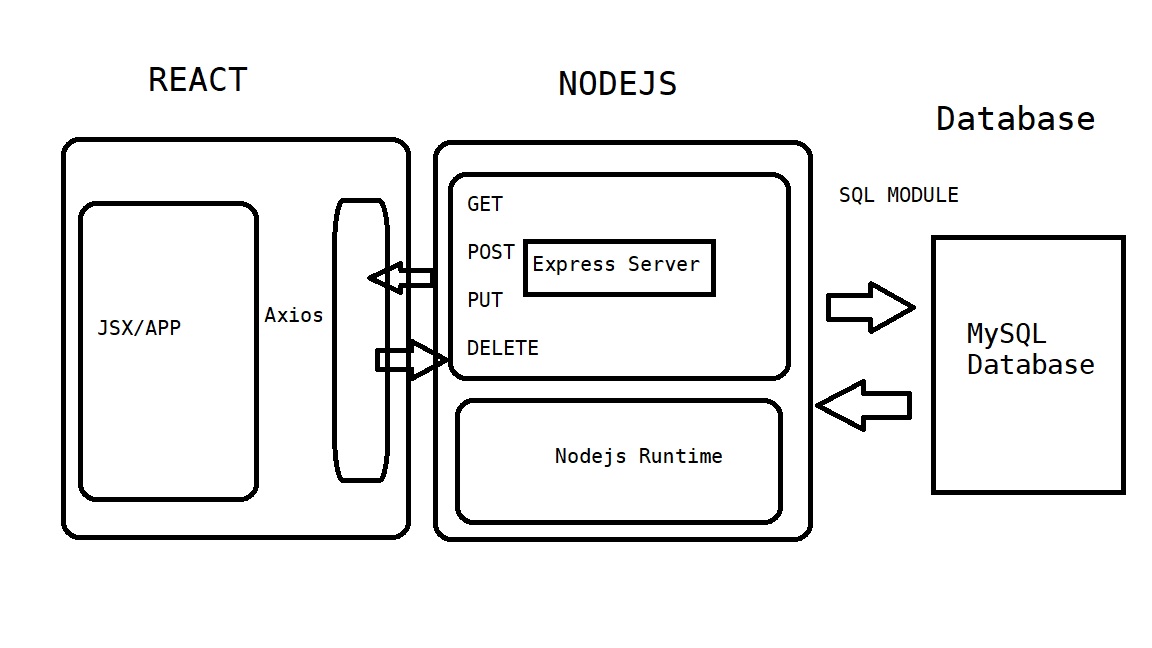 REACT
NODEJS
Database
SQL MODULE
GET
POST
Express Server
PUT
DELETE
JSX/APP
Axios
MySQL
Database
Nodejs Runtime